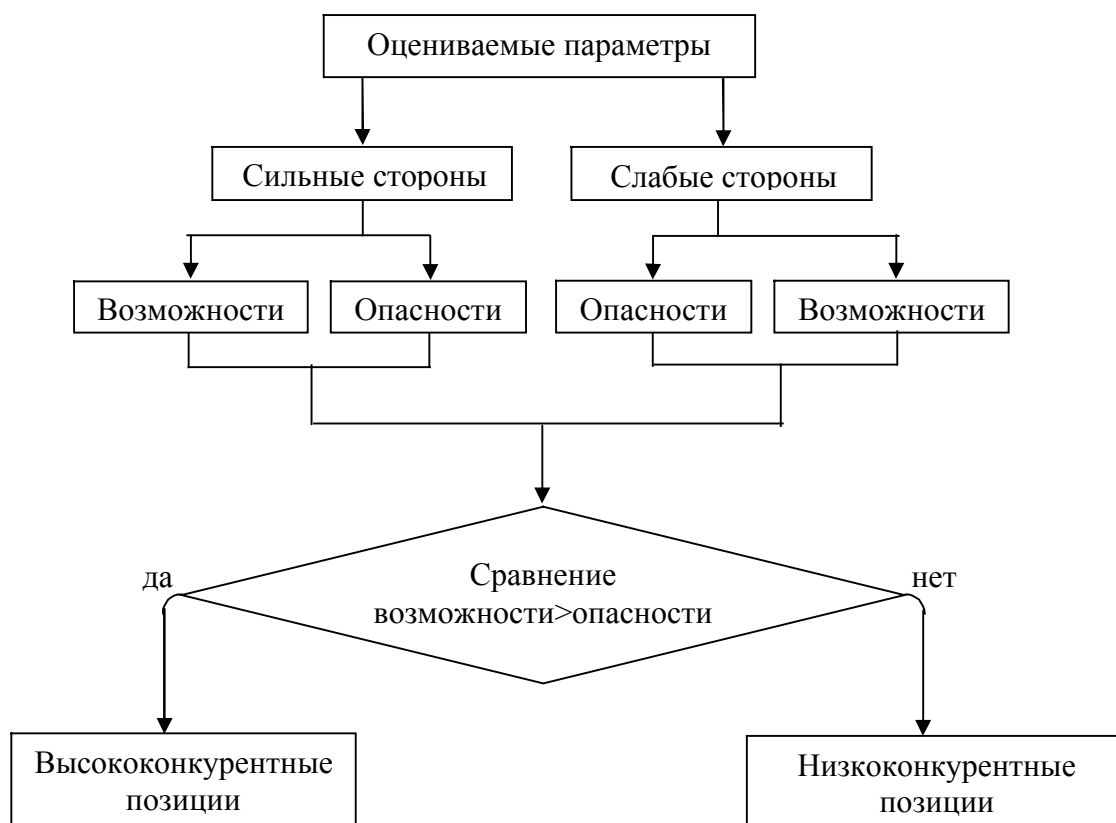 Оцениваемые параметры
Сильные стороны
Слабые стороны
Возможности
Опасности
Опасности
Возможности
да
Сравнение
возможности>опасности
нет
Высококонкурентные
позиции
Низкоконкурентные
позиции